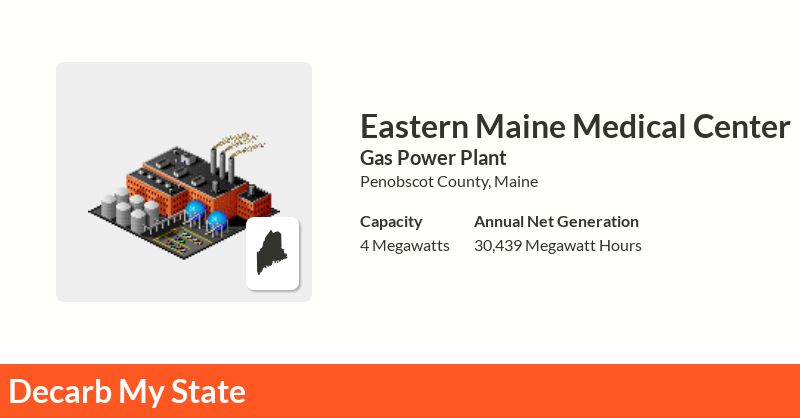 Eastern Maine Medical Center
Gas Power Plant
Penobscot County, Maine
Capacity
4 Megawatts
Annual Net Generation
30,439 Megawatt Hours
Decarb My State